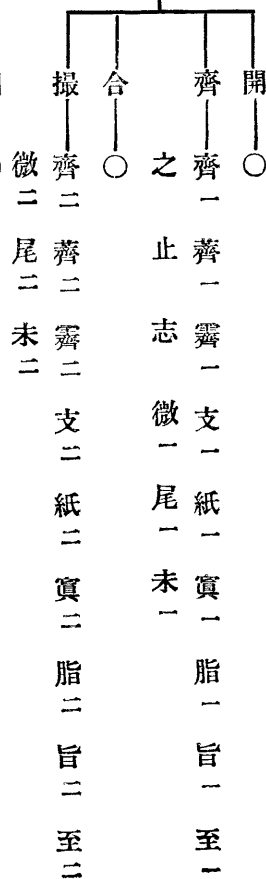 開 〇
齊 齊一 薺一 霽一 支一 紙一 寘一 脂一 旨一 至一
之 止 志 微一 尾一 未一
合 〇
撮 齊二 薺二 霽二 支二 紙二 寘二 脂二 旨二 至二
微二 尾二 未二